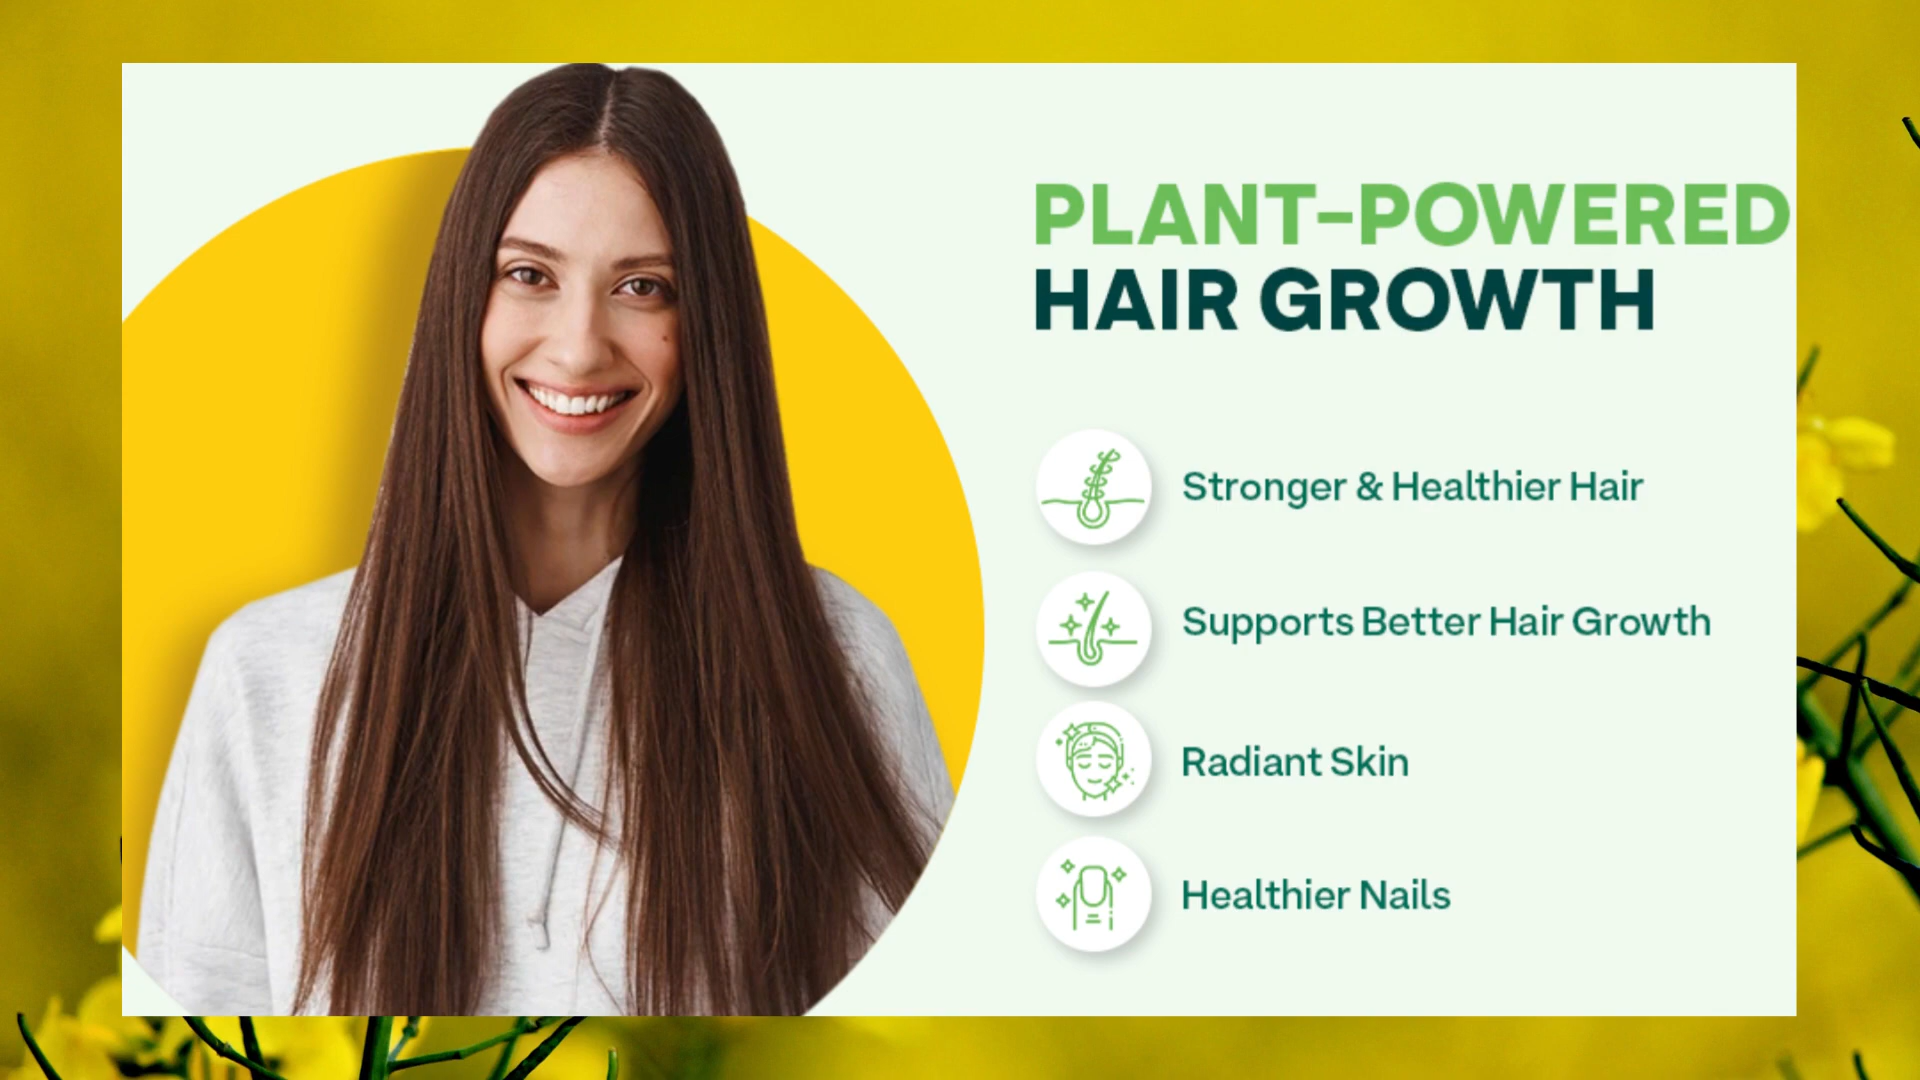 PLANT-POWERED
HAIR GROWTH
Stronger & Healthier Hair
Supports Better Hair Growth
Radiant Skin
Healthier Nails